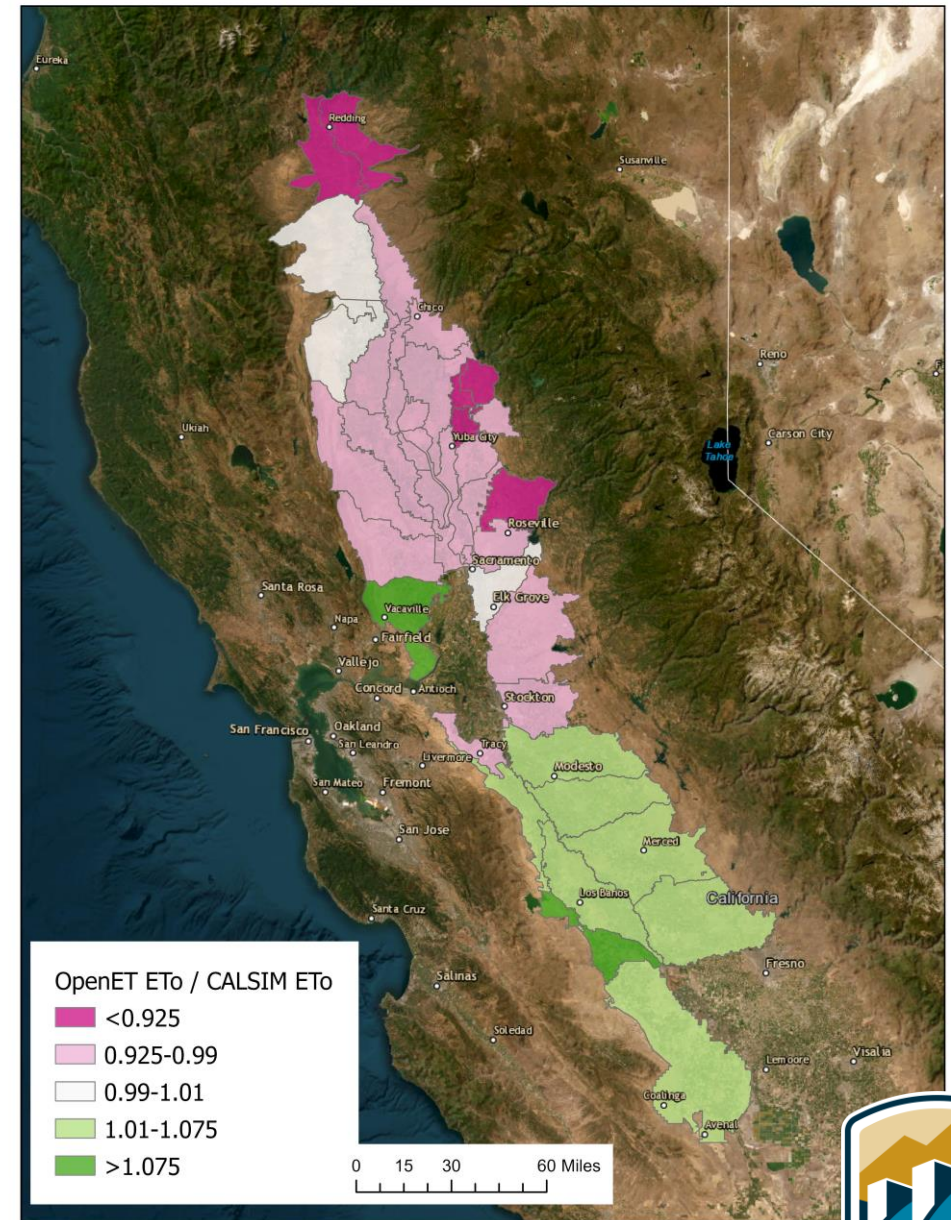 Eureka
Redding
Susanville
Chico
Reno
Ukiah
Yuba City
Carson City
Lake
Tahoe
Roseville
Sacramento
Santa Rosa
Vacaville
Elk Grove
Napa
Fairfield
Vallejo
Concord
Antioch
Stockton
San Francisco
Oakland
San Leandro
Livermore
Tracy
Modesto
San Mateo
Fremont
San Jose
Merced
Los Banos
California
Santa Cruz
Fresno
Salinas
Soledad
Lemoore
Visalia
Coalinga
Avenal
OpenET ETo / CALSIM ETo
<0.925
0.925-0.99
0.99-1.01
1.01-1.075
>1.075
0 15 30 60 Miles